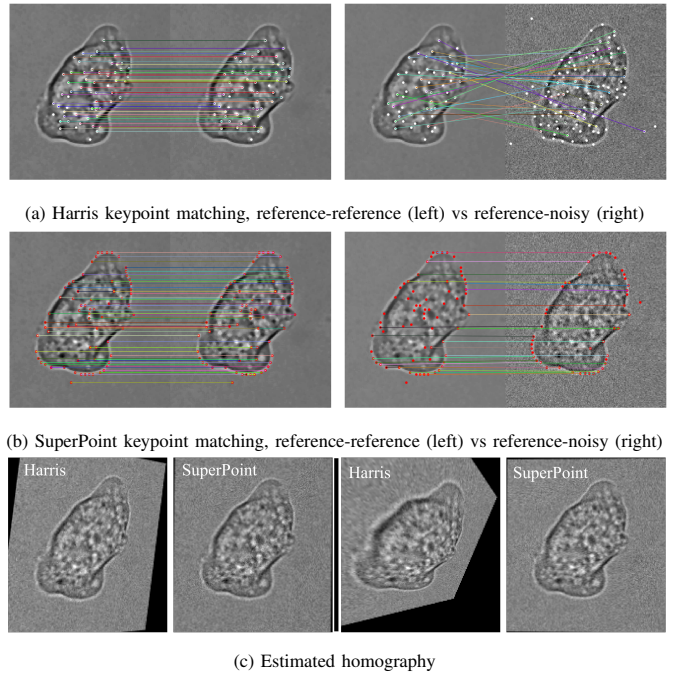 (a) Harris keypoint matching, reference-reference (left) vs reference-noisy (right)
(b) SuperPoint keypoint matching, reference-reference (left) vs reference-noisy (right)
Harris
SuperPoint
Harris
SuperPoint
(c) Estimated homography